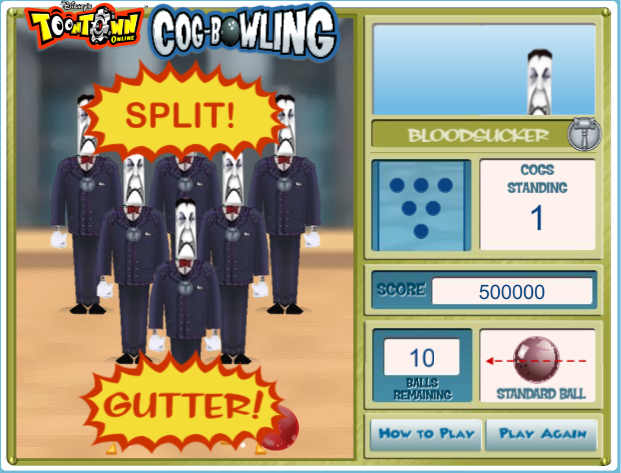 Disney's
TOONTOWN
ONLINE
COG-BOWLING
SPLIT!
BLOODSUCKER
COGS
STANDING
1
SCORE 500000
10
BALLS
REMAINING
STANDARD BALL
GUTTER!
HOW TO PLAY
PLAY AGAIN